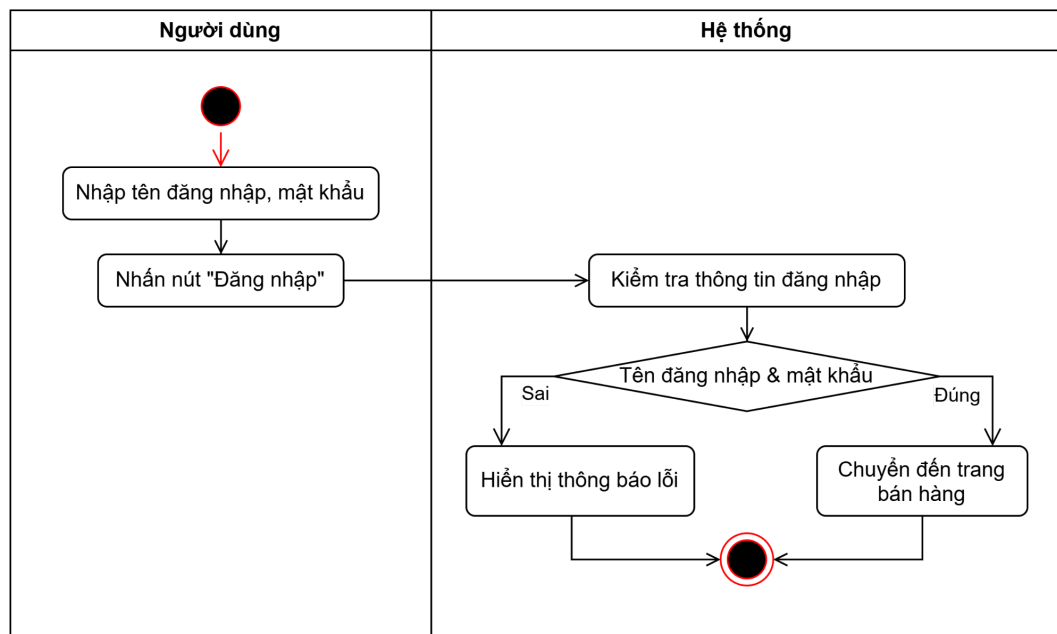 Người dùng
Hệ thống
Nhập tên đăng nhập, mật khẩu
Nhấn nút "Đăng nhập"
Kiểm tra thông tin đăng nhập
Tên đăng nhập & mật khẩu
Sai
Đúng
Hiển thị thông báo lỗi
Chuyển đến trang
bán hàng